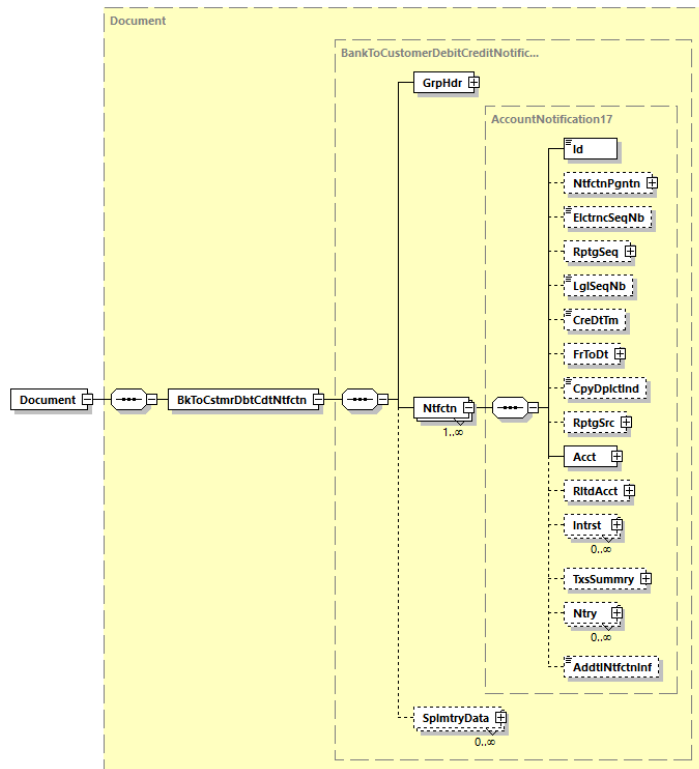 Document
BankToCustomerDebitCreditNotific...
GrpHdr
AccountNotification17
Id
NtfctnPgntn
ElctrncSeqNb
RptgSeq
LglSeqNb
CreDtTm
FrToDt
CpyDplctInd
Document
BkToCstmrDbtCdtNtfctn
Ntfctn
1..∞
RptgSrc
Acct
RltdAcct
Intrst
0..∞
TxsSummry
Ntry
0..∞
AddtlNtfctnInf
SplmtryData
0..∞